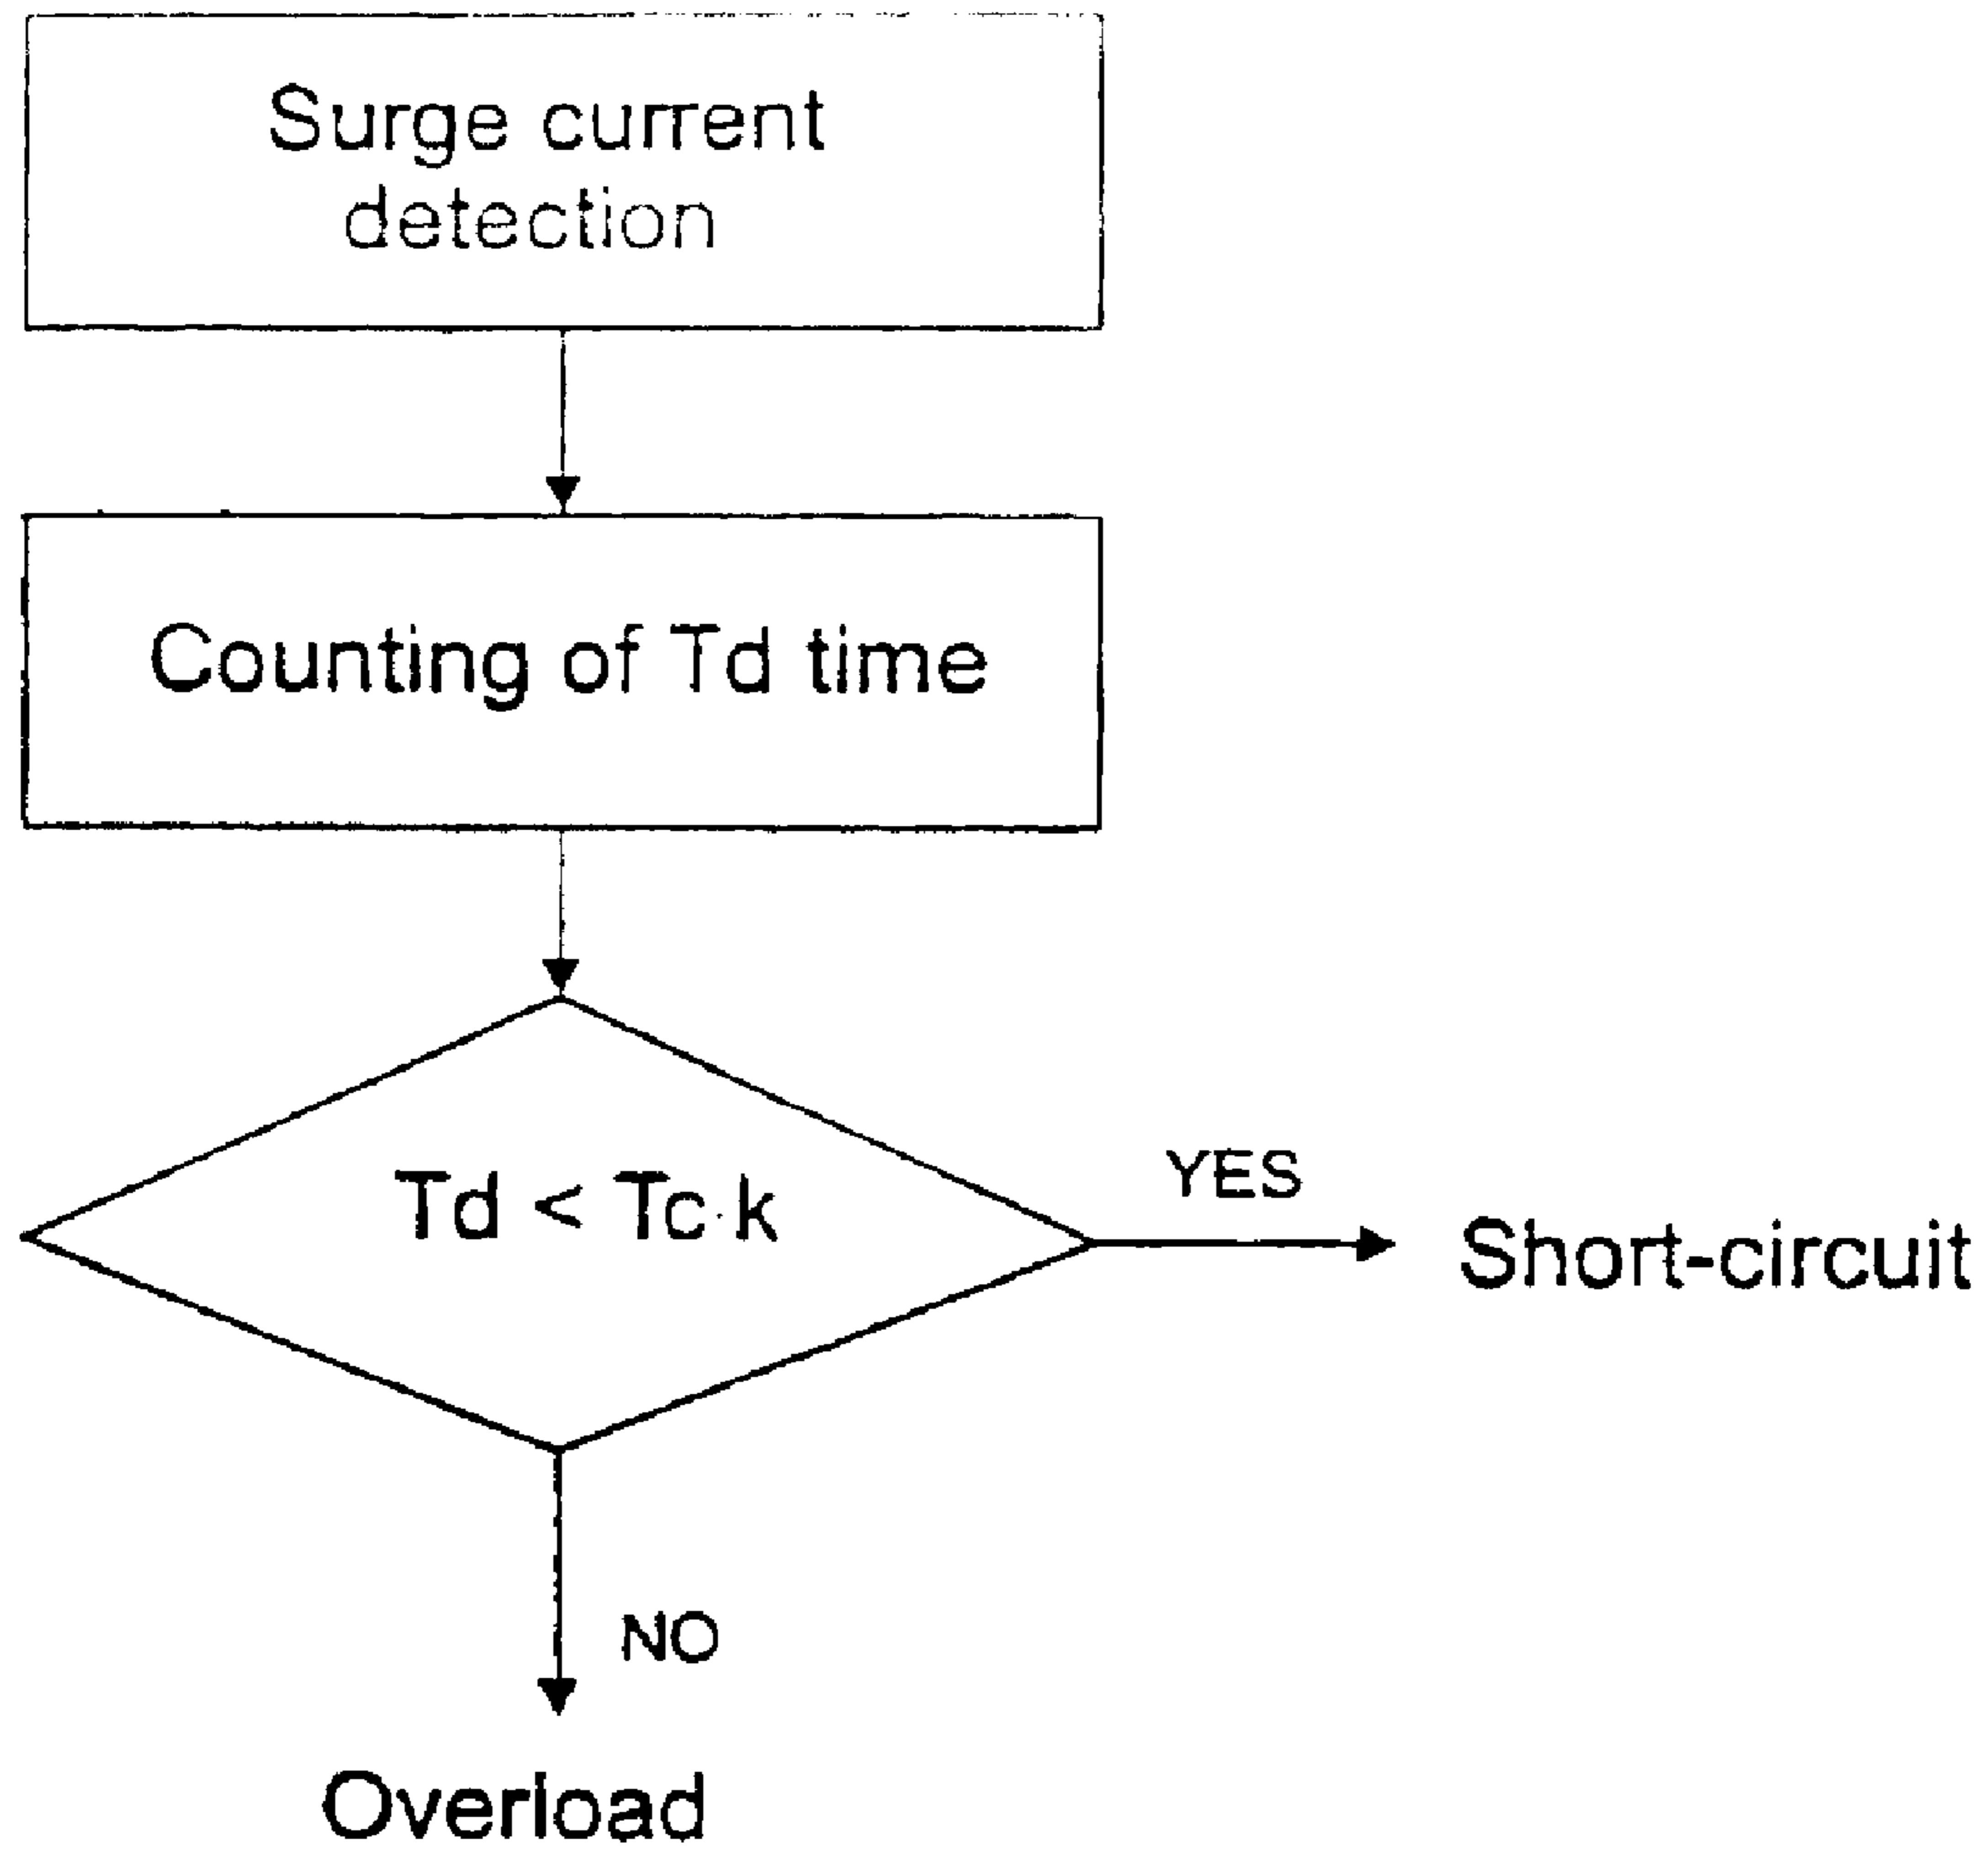 Surge current
detection
Counting of Td time
Td < Tc·k
YES
Short-circuit
NO
Overload